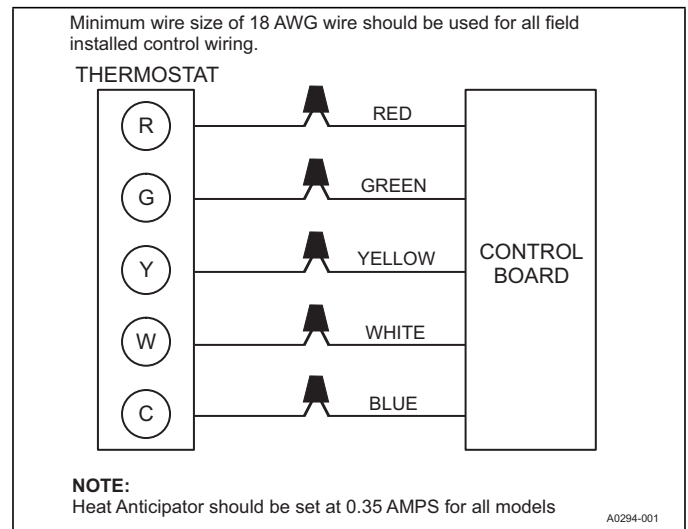 Minimum wire size of 18 AWG wire should be used for all field
installed control wiring.
THERMOSTAT
R
RED
G
GREEN
Y
YELLOW
CONTROL
BOARD
W
WHITE
C
BLUE
NOTE:
Heat Anticipator should be set at 0.35 AMPS for all models
A0294-001